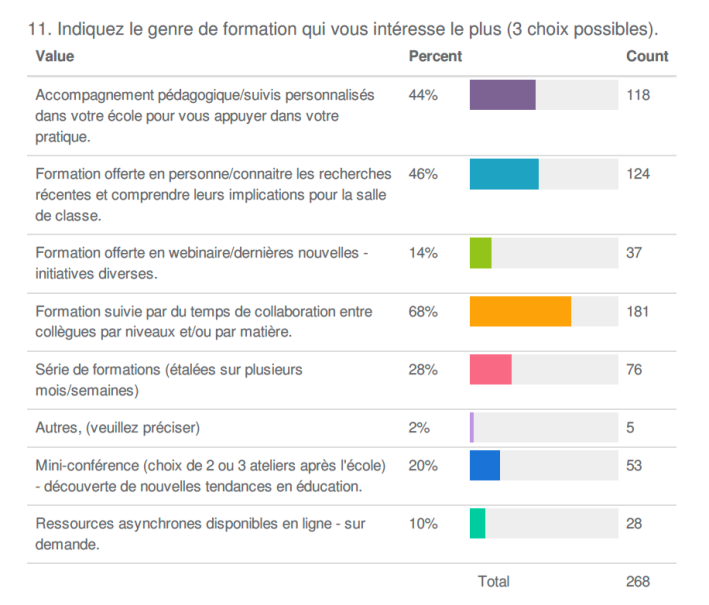 11. Indiquez le genre de formation qui vous intéresse le plus (3 choix possibles).
Value Percent Count
Accompagnement pédagogique/suivis personnalisés 44% 118
dans votre école pour vous appuyer dans votre
pratique.
Formation offerte en personne/connaitre les recherches 46% 124
récentes et comprendre leurs implications pour la salle
de classe.
Formation offerte en webinaire/dernières nouvelles - 14% 37
initiatives diverses.
Formation suivie par du temps de collaboration entre 68% 181
collègues par niveaux et/ou par matière.
Série de formations (étalées sur plusieurs 28% 76
mois/semaines)
Autres, (veuillez préciser) 2% 5
Mini-conférence (choix de 2 ou 3 ateliers après l'école) 20% 53
- découverte de nouvelles tendances en éducation.
Ressources asynchrones disponibles en ligne - sur 10% 28
demande.
Total 268